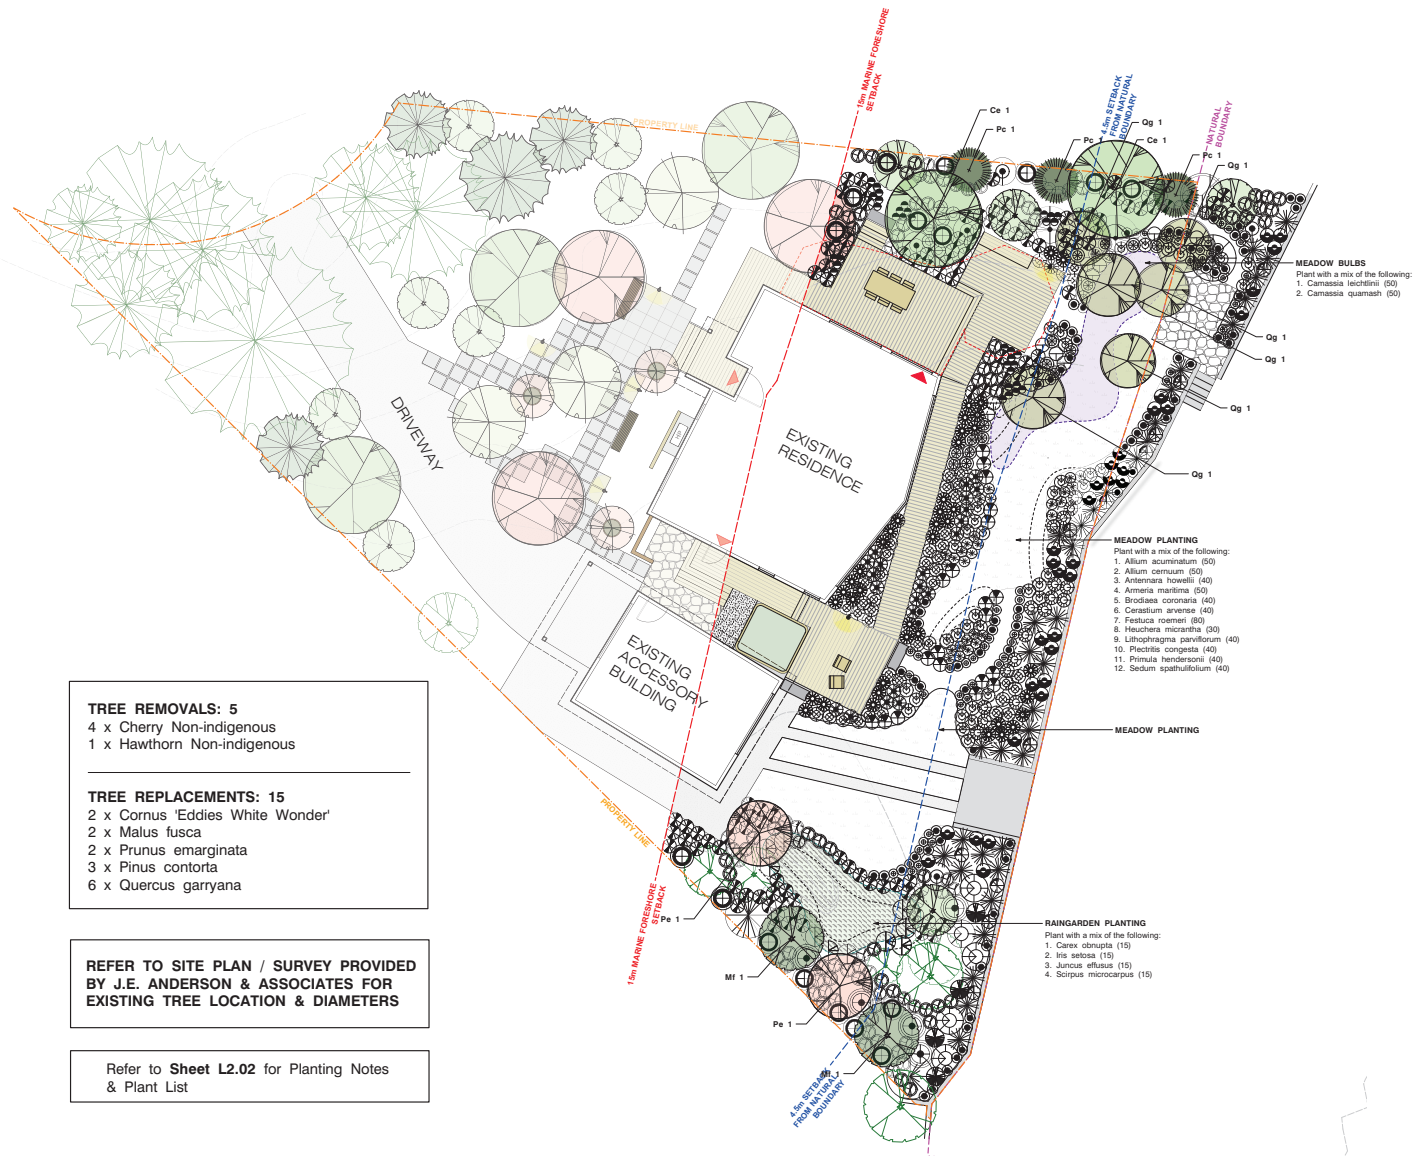 15m MARINE FORESHORE
SETBACK
4.5m SETBACK
FROM NATURAL
BOUNDARY
NATURAL
BOUNDARY
PROPERTY LINE
Ce 1
Pc 1
Pc
Qg 1
Ce 1
Pc 1
Qg 1
MEADOW BULBS
Plant with a mix of the following:
1. Camassia leichtlinii (50)
2. Camassia quamash (50)
Qg 1
Qg 1
Qg 1
Qg 1
DRIVEWAY
EXISTING
RESIDENCE
MEADOW PLANTING
Plant with a mix of the following:
1. Allium acuminatum (50)
2. Allium cernuum (50)
3. Antennara howellii (40)
4. Armeria maritima (50)
5. Brodiaea coronaria (40)
6. Cerastium arvense (40)
7. Festuca roemeri (80)
8. Heuchera micrantha (30)
9. Lithophragma parviflorum (40)
10. Plectritis congesta (40)
11. Primula hendersonii (40)
12. Sedum spathulifolium (40)
EXISTING
ACCESSORY
BUILDING
MEADOW PLANTING
TREE REMOVALS: 5
4 x Cherry Non-indigenous
1 x Hawthorn Non-indigenous
TREE REPLACEMENTS: 15
2 x Cornus 'Eddies White Wonder'
2 x Malus fusca
2 x Prunus emarginata
3 x Pinus contorta
6 x Quercus garryana
PROPERTY LINE
15m MARINE FORESHORE
SETBACK
Pe 1
Mf 1
Pe 1
RAINGARDEN PLANTING
Plant with a mix of the following:
1. Carex obnupta (15)
2. Iris setosa (15)
3. Juncus effusus (15)
4. Scirpus microcarpus (15)
REFER TO SITE PLAN / SURVEY PROVIDED
BY J.E. ANDERSON & ASSOCIATES FOR
EXISTING TREE LOCATION & DIAMETERS
Refer to Sheet L2.02 for Planting Notes
& Plant List
Mf 1
4.5m SETBACK
FROM NATURAL
BOUNDARY